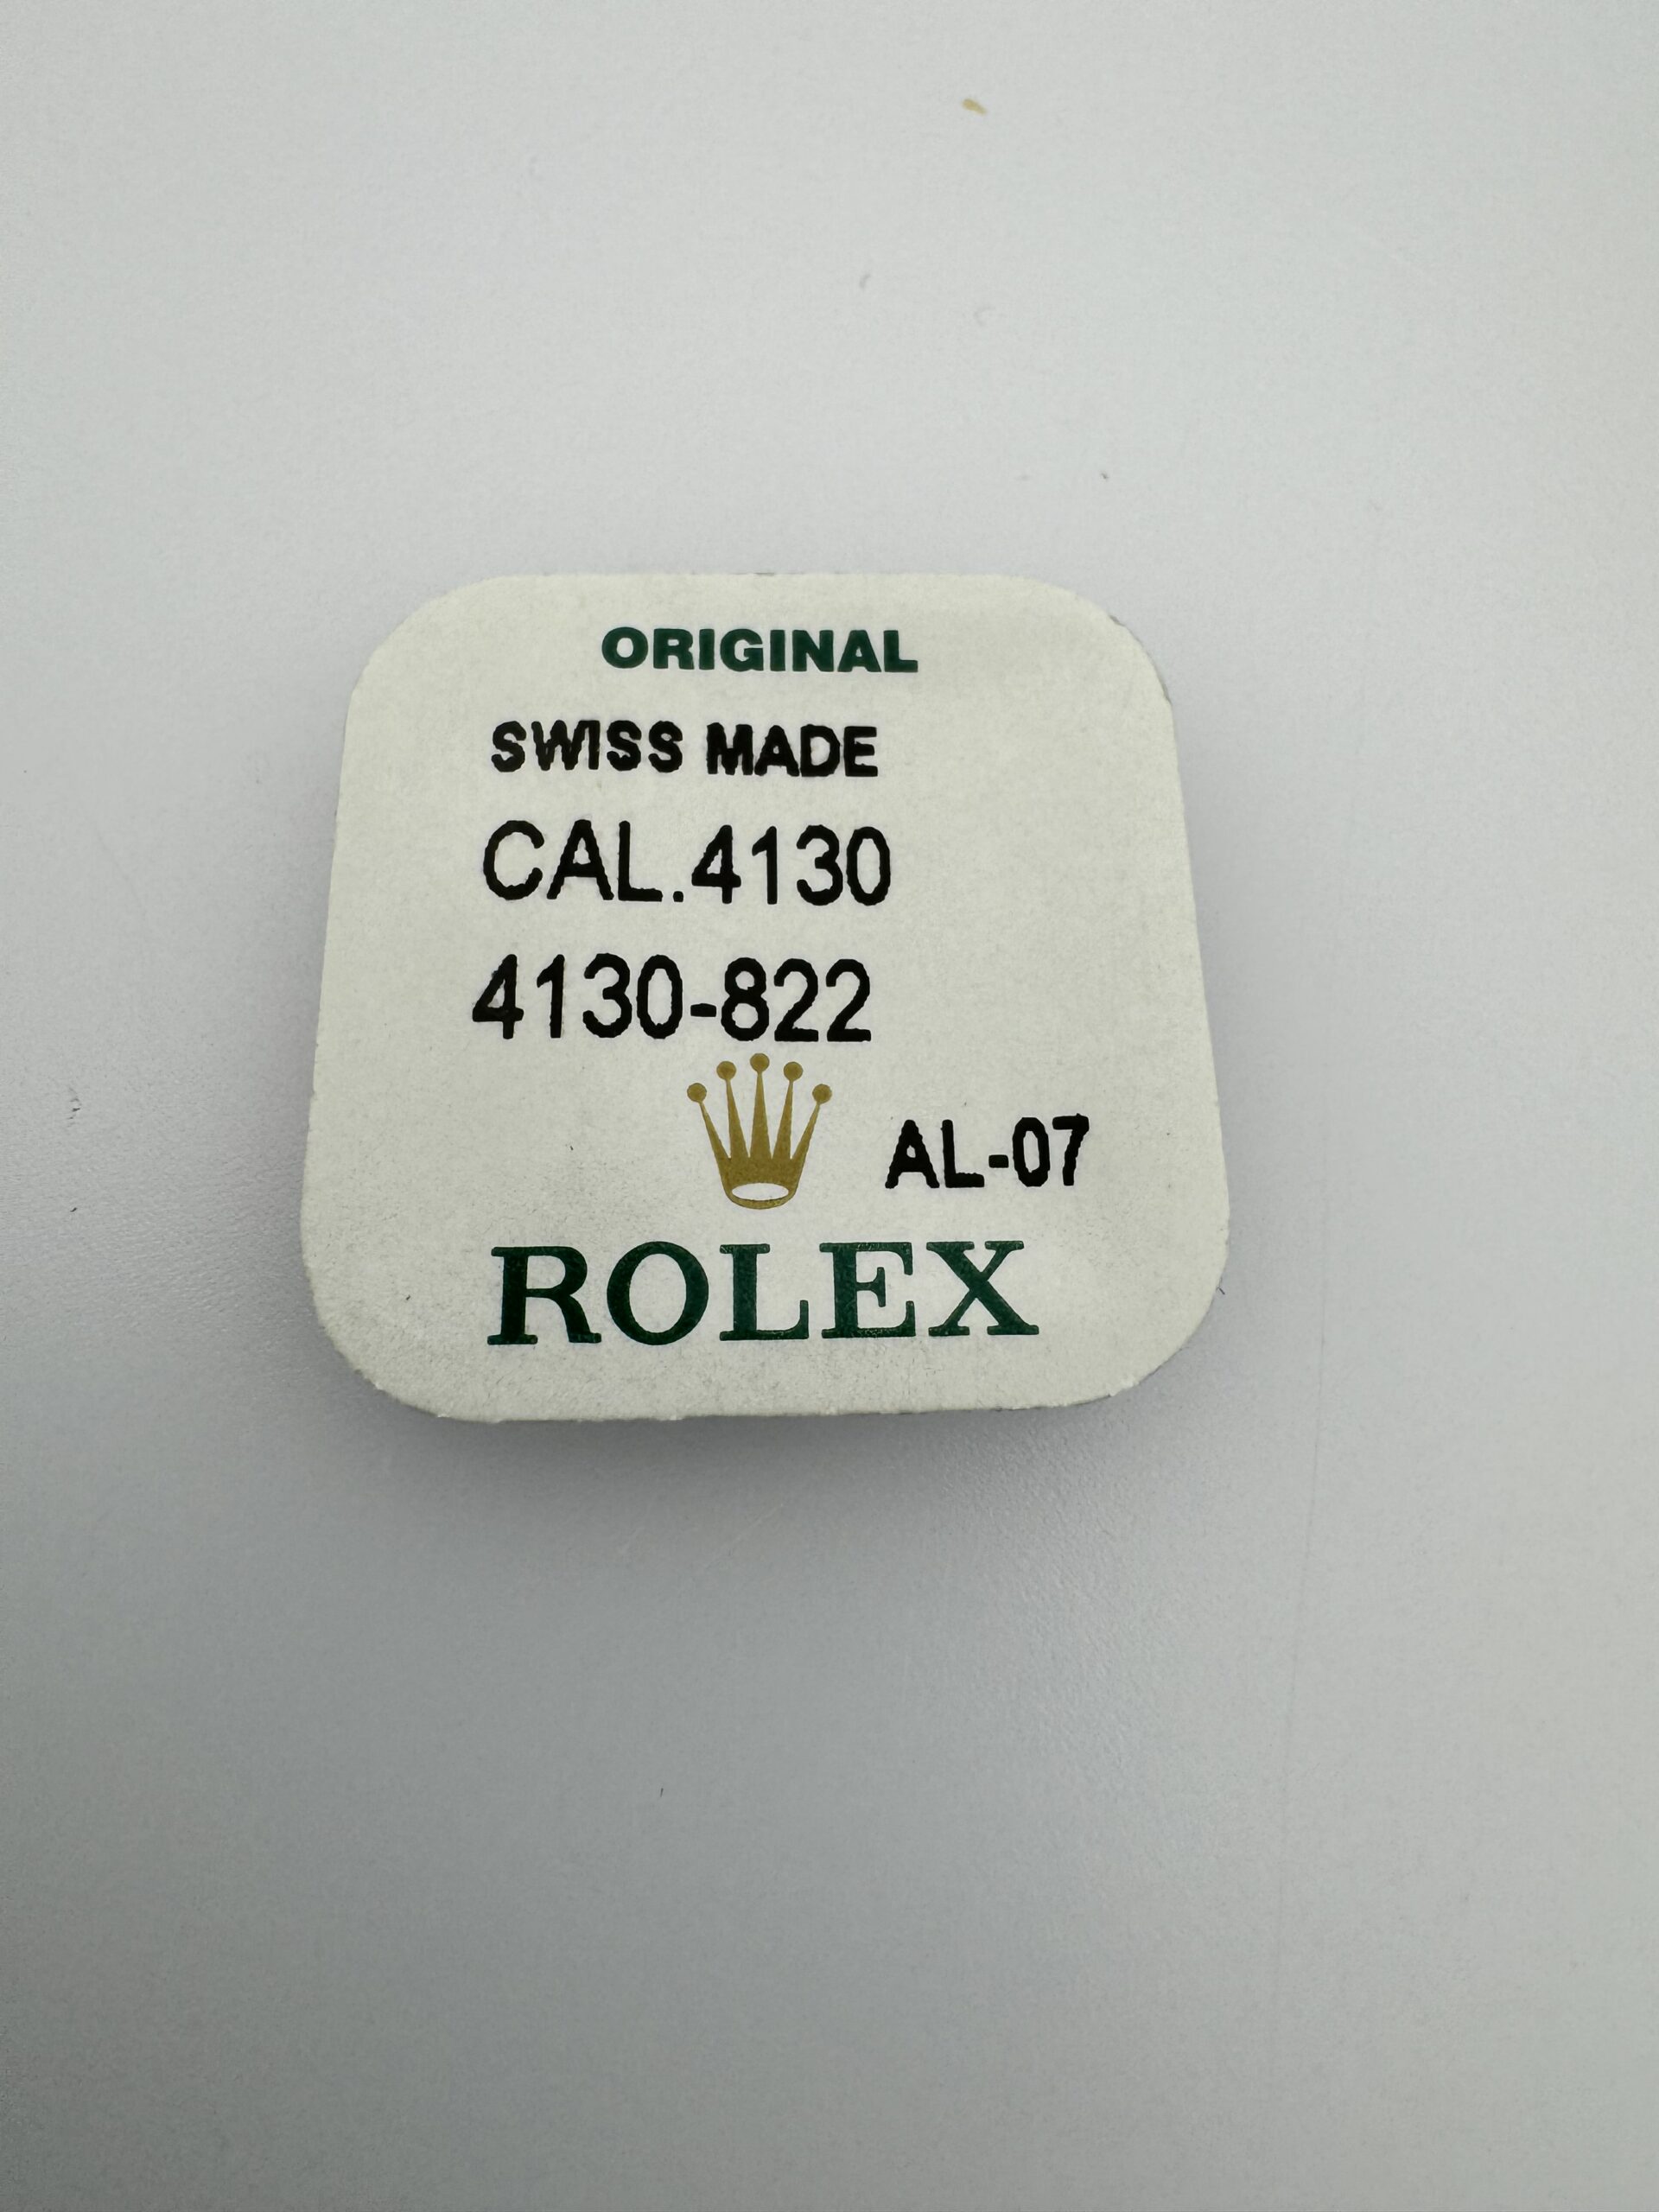 ORIGINAL
SWISS MADE
CAL.4130
4130-822
AL-07
ROLEX